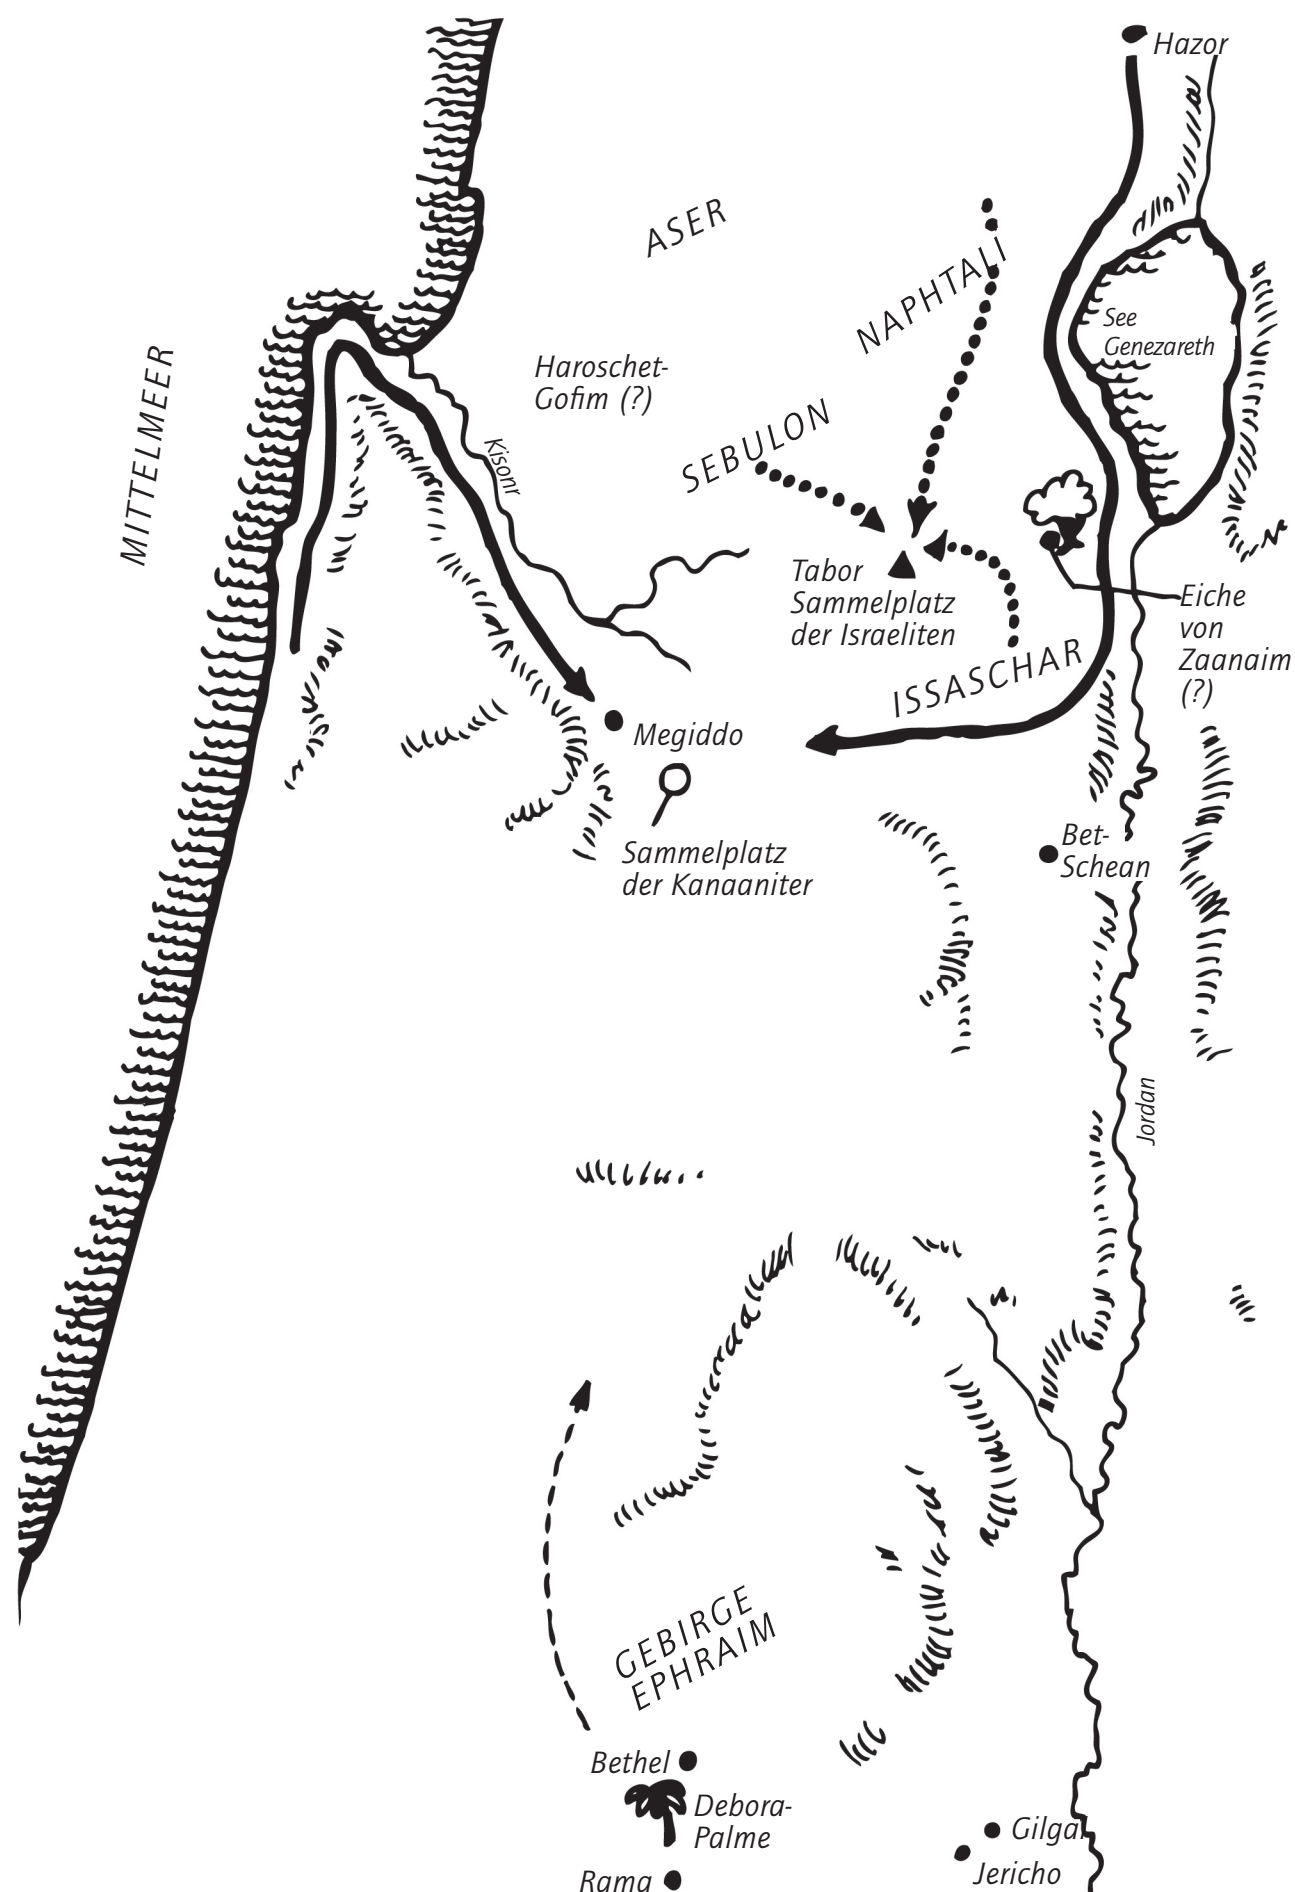 Hazor
ASER
NAPHTALI
See
Genezareth
MITTELMEER
Haroschet-
Gofim (?)
SEBULON
Kisonr
Tabor
Sammelplatz
der Israeliten
Eiche
von
Zaanaim
(?)
ISSASCHAR
Megiddo
Sammelplatz
der Kanaaniter
Bet-
Schean
Jordan
GEBIRGE
EPHRAIM
Bethel
Debora-
Palme
Gilgal
Jericho
Rama